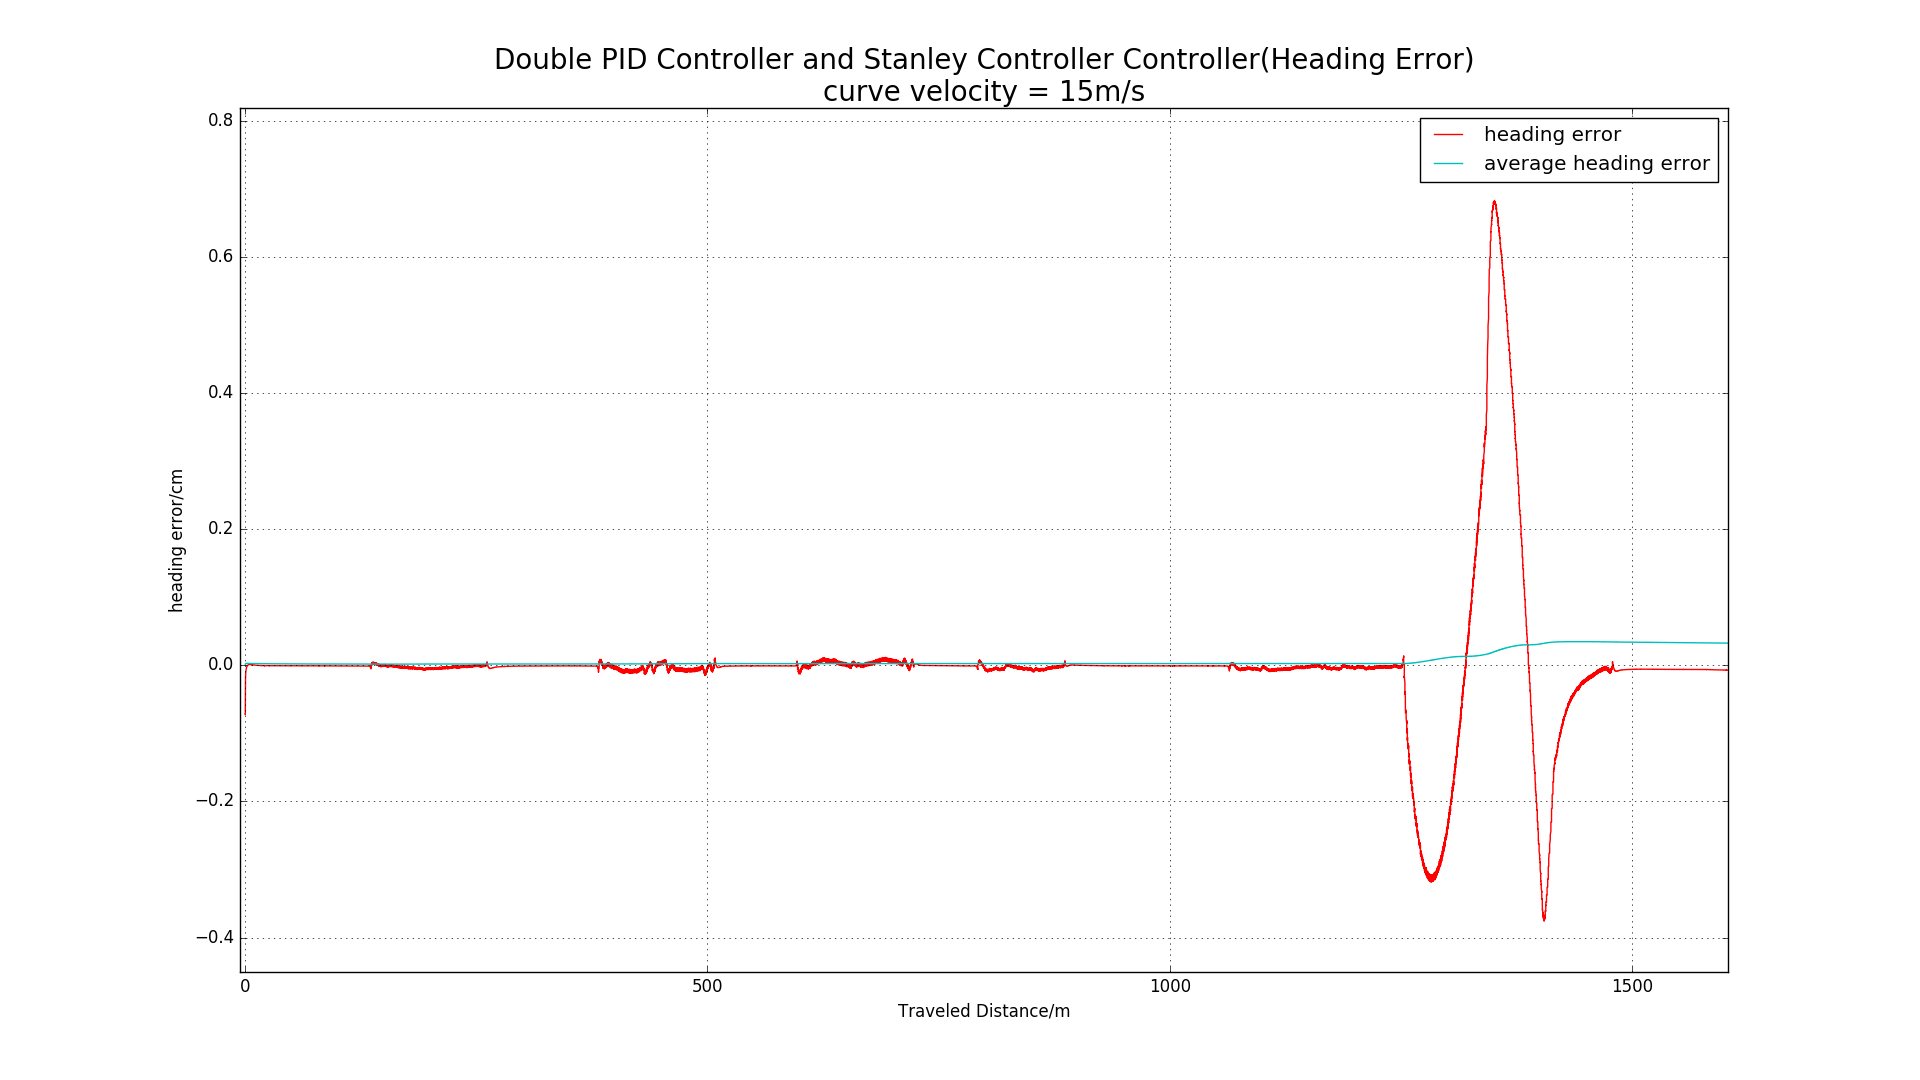 Double PID Controller and Stanley Controller Controller(Heading Error)
curve velocity = 15m/s
heading error
average heading error
0.8
0.6
0.4
0.2
0.0
−0.2
−0.4
heading error/cm
0 500 1000 1500
Traveled Distance/m